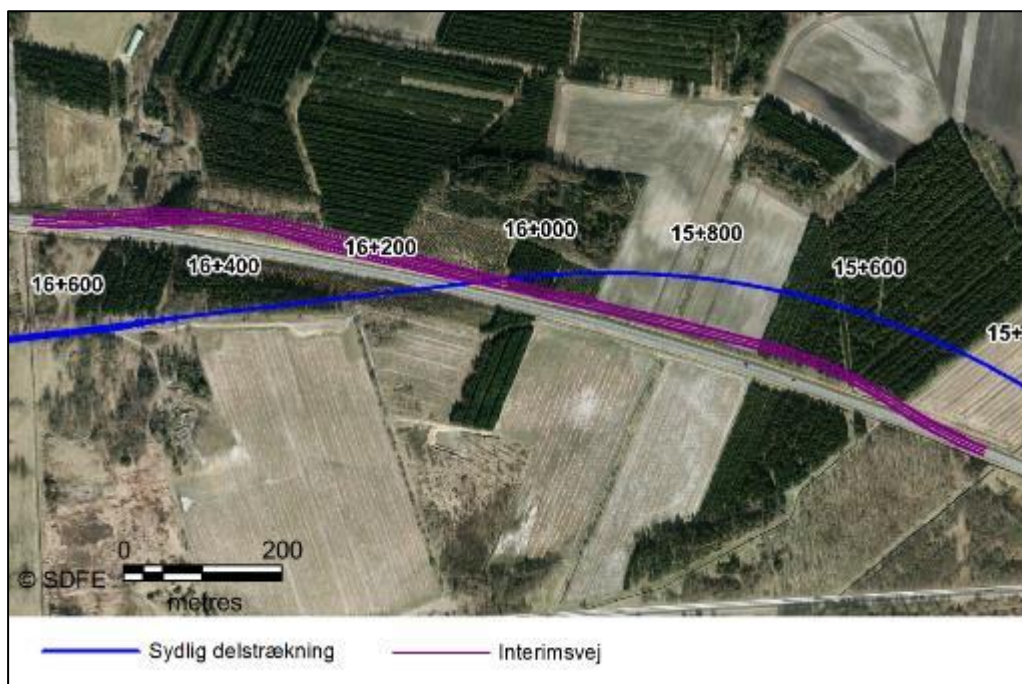 16+000
15+800
16+200
15+600
16+400
16+600
15+
0 200
© SDFE
metres
Sydlig delstrækning
Interimsvej